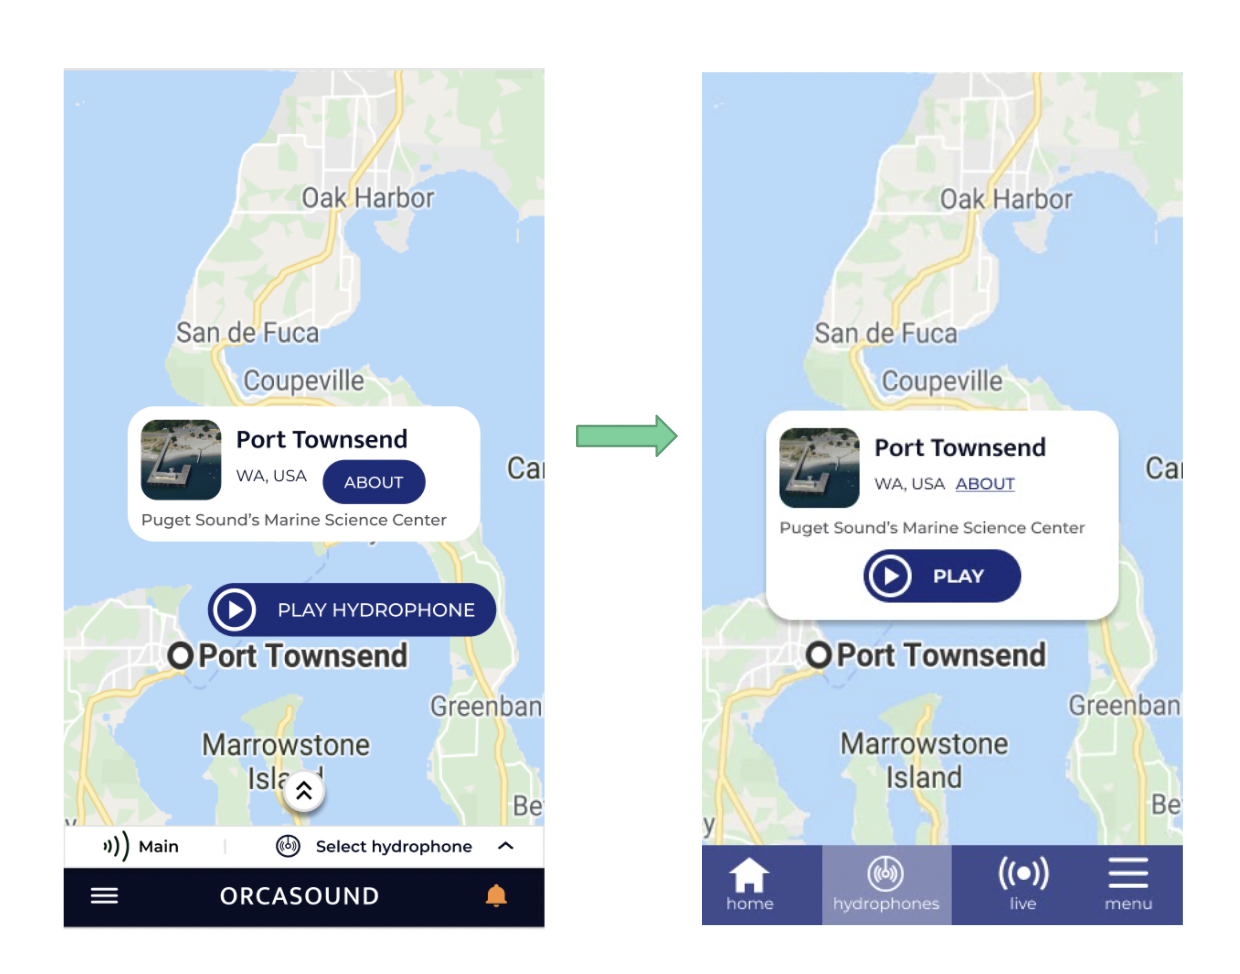 Oak Harbor
San de Fuca
Coupeville
Port Townsend
WA, USA ABOUT
Puget Sound's Marine Science Center
Ca
PLAY HYDROPHONE
Port Townsend
Greenban
Marrowstone
Island
Be
Main Select hydrophone
ORCASOUND
Oak Harbor
San de Fuca
Coupeville
Port Townsend
WA, USA ABOUT
Puget Sound's Marine Science Center
Ca
PLAY
Port Townsend
Greenban
Marrowstone
Island
Be
y
home hydrophones live menu